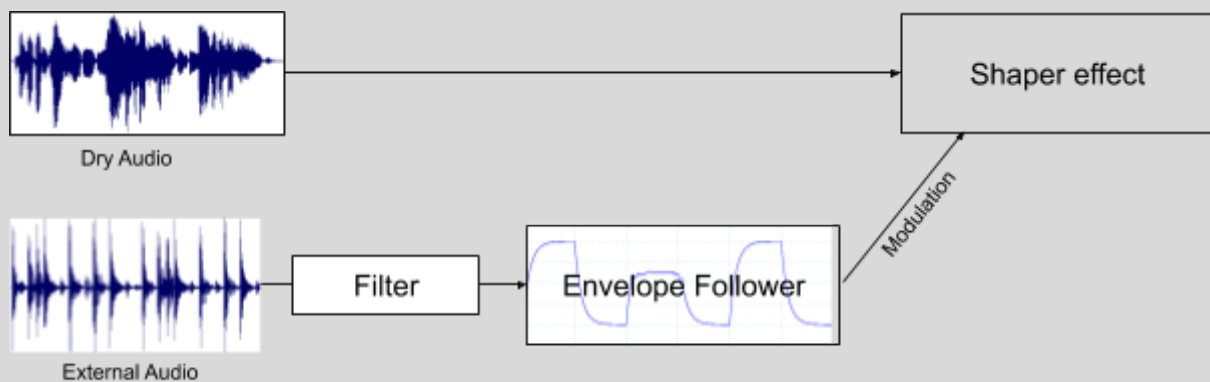 Shaper effect
Dry Audio
Modulation
Filter
Envelope Follower
External Audio